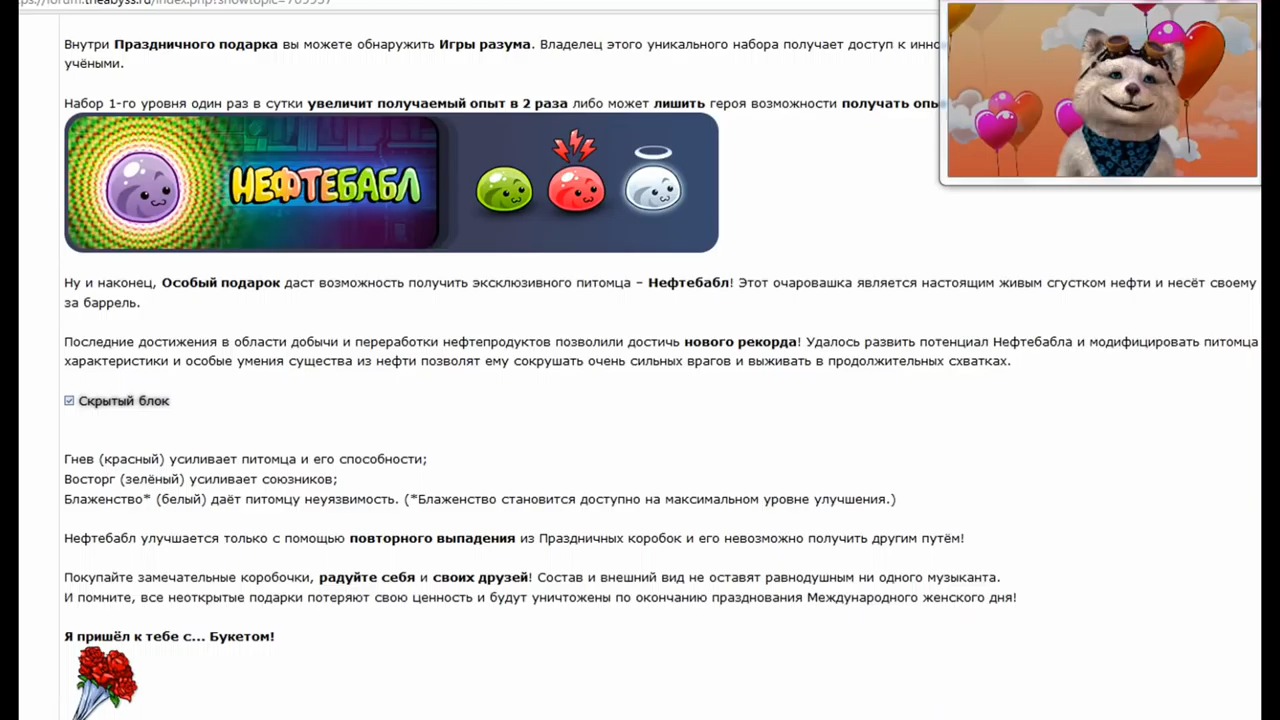 forum.theabyss.ru/index.php?showtopic=
Внутри Праздничного подарка вы можете обнаружить Игры разума. Владелец этого уникального набора получает доступ к
учёными.
Набор 1-го уровня один раз в сутки увеличит получаемый опыт в 2 раза либо может лишить героя возможности получать
НЕФТЕБАБЛ
Ну и наконец, Особый подарок даст возможность получить эксклюзивного питомца – Нефтебабл! Этот очаровашка является настоящим живым сгустком нефти и несёт своему
за баррель.
Последние достижения в области добычи и переработки нефтепродуктов позволили достичь нового рекорда! Удалось развить потенциал Нефтебабла и модифицировать питомца
характеристики и особые умения существа из нефти позволят ему сокрушать очень сильных врагов и выживать в продолжительных схватках.
Скрытый блок
Гнев (красный) усиливает питомца и его способности;
Восторг (зелёный) усиливает союзников;
Блаженство* (белый) даёт питомцу неуязвимость. (*Блаженство становится доступно на максимальном уровне улучшения.)
Нефтебабл улучшается только с помощью повторного выпадения из Праздничных коробок и его невозможно получить другим путём!
Покупайте замечательные коробочки, радуйте себя и своих друзей! Состав и внешний вид не оставят равнодушным ни одного музыканта.
И помните, все неоткрытые подарки потеряют свою ценность и будут уничтожены по окончанию празднования Международного женского дня!
Я пришёл к тебе с... Букетом!